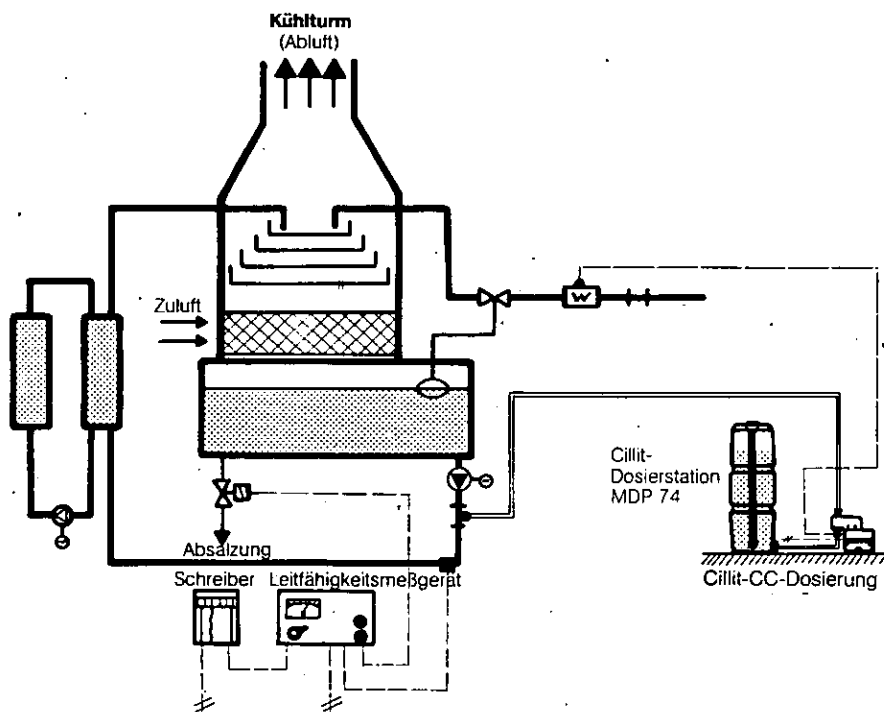 Kühlturm
(Abluft)
Zuluft
W
Cillit-
Dosierstation
MDP 74
Absalzung
Schreiber
Leitfähigkeitsmeßgerät
Cillit-CC-Dosierung